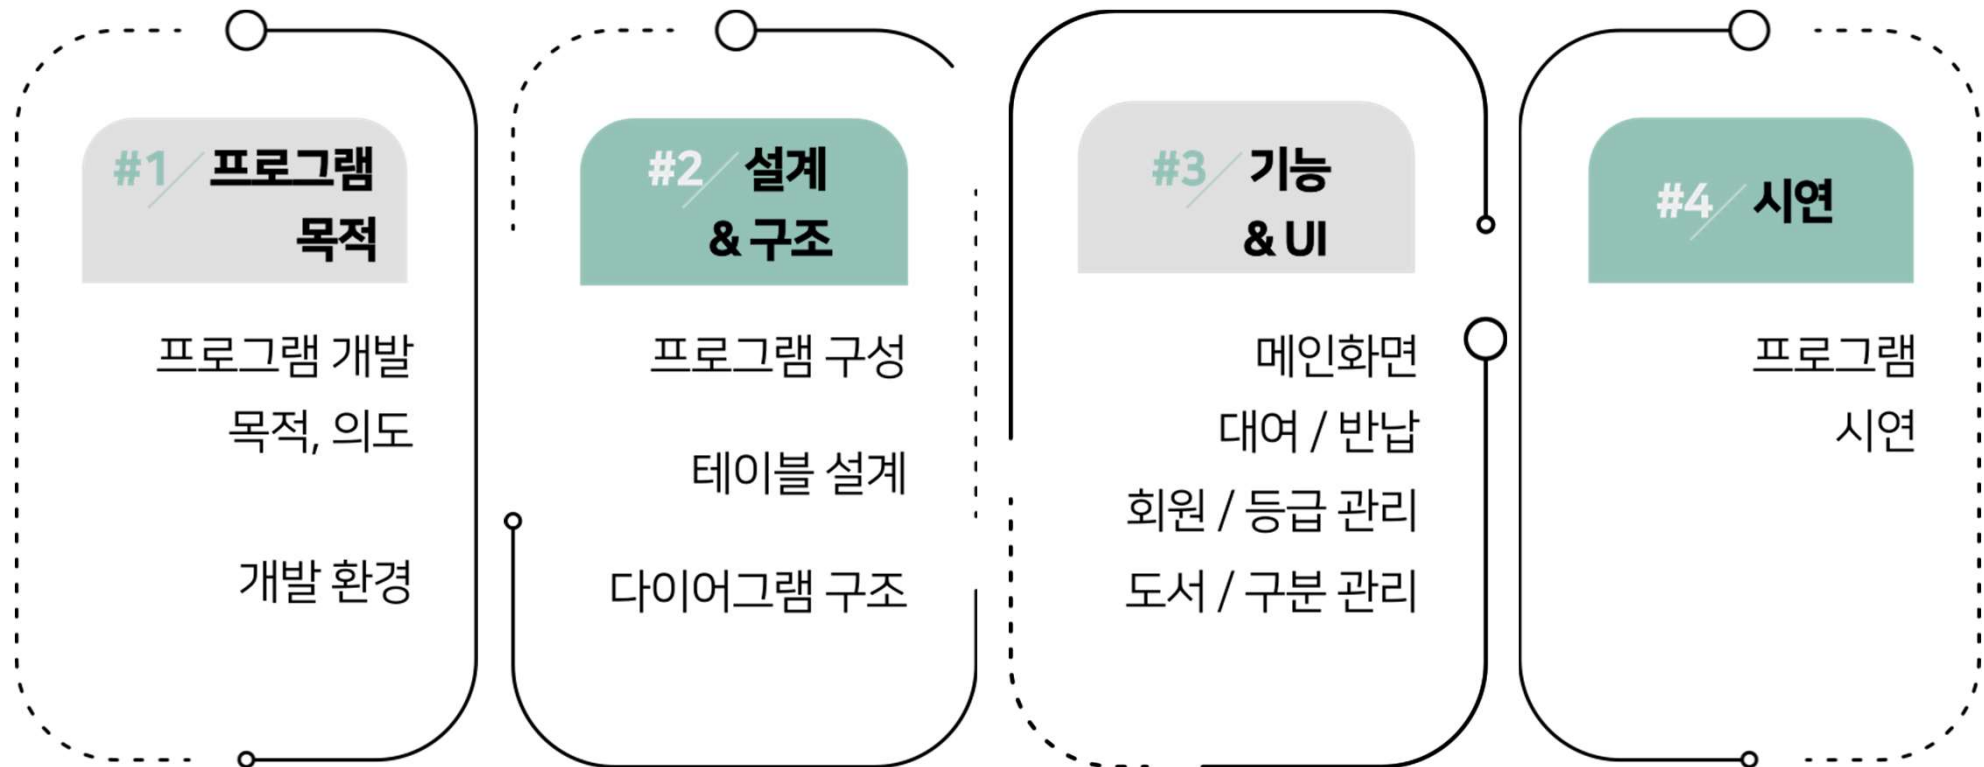 #1 프로그램
목적
프로그램 개발
목적, 의도
개발 환경
#2 설계
& 구조
프로그램 구성
테이블 설계
다이어그램 구조
#3 기능
& UI
메인화면
대여 / 반납
회원 / 등급 관리
도서 / 구분 관리
#4 시연
프로그램
시연